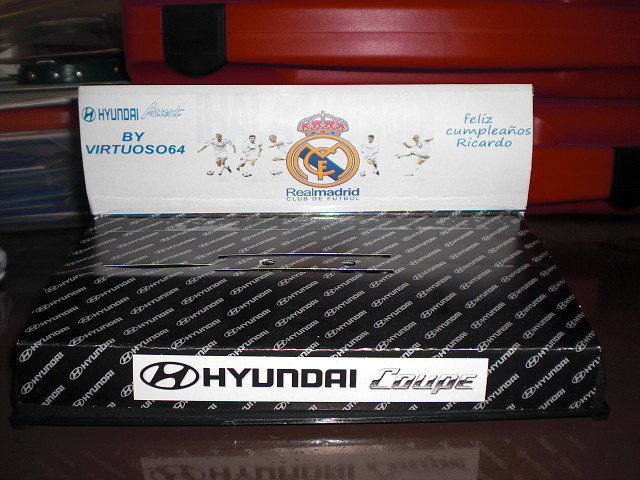 HYUNDAI Accent
BY
VIRTUOSO64
feliz
cumpleaños
Ricardo
Realmadrid
CLUB DE FUTBOL
HYUNDAI Coupe
HYUNDAI